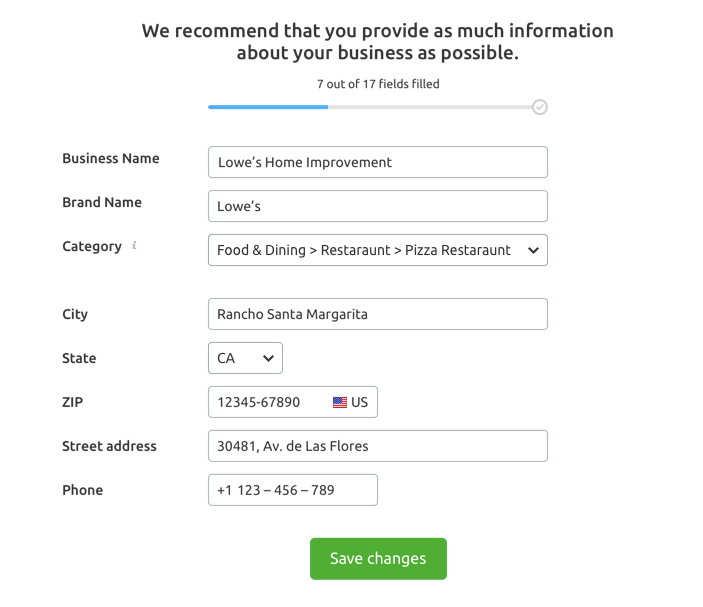 We recommend that you provide as much information
about your business as possible.
7 out of 17 fields filled
Business Name
Lowe’s Home Improvement
Brand Name
Lowe’s
Category i
Food & Dining > Restaraunt > Pizza Restaraunt
City
Rancho Santa Margarita
State
CA
ZIP
12345-67890 US
Street address
30481, Av. de Las Flores
Phone
+1 123 – 456 – 789
Save changes